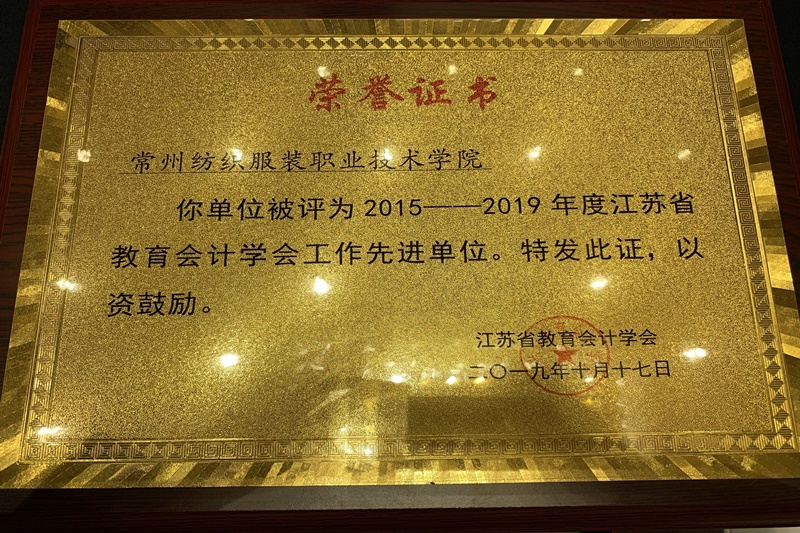 荣誉证书
常州纺织服装职业技术学院
你单位被评为 2015——2019 年度江苏省
教育会计学会工作先进单位。特发此证，以
资鼓励。
江苏省教育会计学会
二〇一九年十月十七日